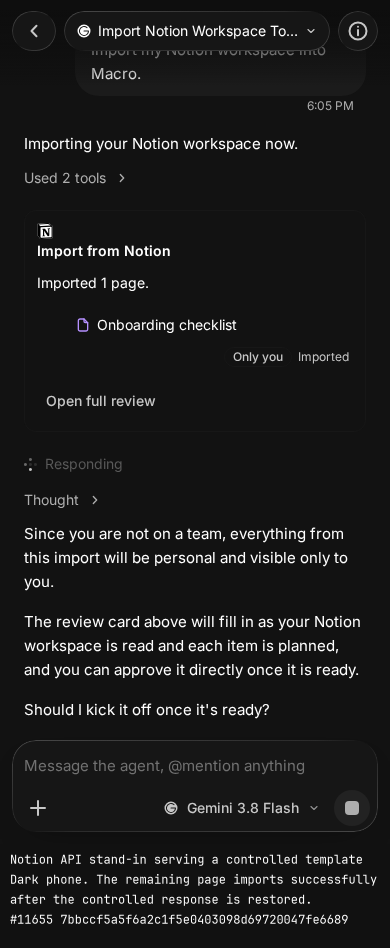 Import Notion Workspace To...
Import my Notion workspace into
Macro.
6:05 PM
Importing your Notion workspace now.
Used 2 tools
Import from Notion
Imported 1 page.
Onboarding checklist
Only you Imported
Open full review
Responding
Thought
Since you are not on a team, everything from
this import will be personal and visible only to
you.
The review card above will fill in as your Notion
workspace is read and each item is planned,
and you can approve it directly once it is ready.
Should I kick it off once it's ready?
Message the agent, @mention anything
Gemini 3.8 Flash
Notion API stand-in serving a controlled template
Dark phone. The remaining page imports successfully
after the controlled response is restored.
#11655 7bbccf5a5f6a2c1f5e0403098d69720047fe6689